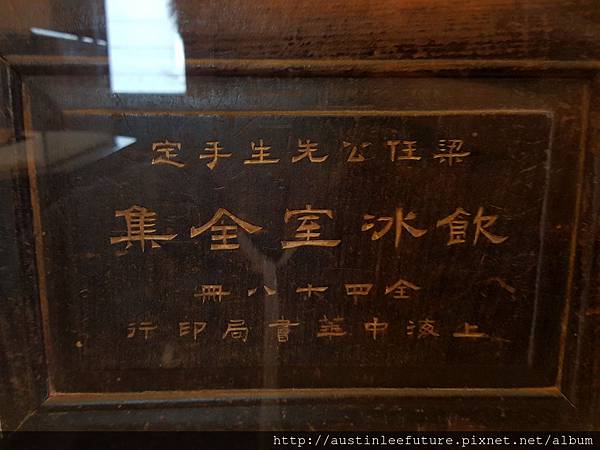 梁任公先生手定
飲冰室全集
全四十八冊
上海中華書局印行
http://austinleefuture.pixnet.net/album